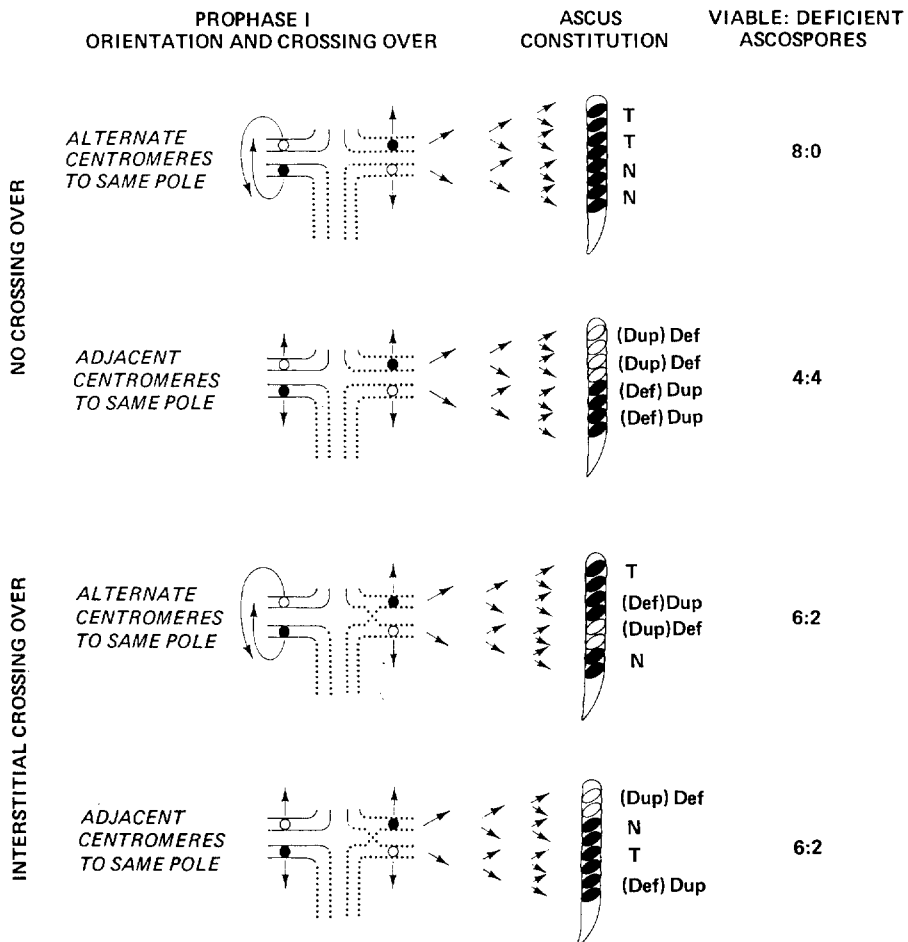 PROPHASE I
ORIENTATION AND CROSSING OVER
ASCUS
CONSTITUTION
VIABLE: DEFICIENT
ASCOSPORES
NO CROSSING OVER
ALTERNATE
CENTROMERES
TO SAME POLE
T
T
N
N
8:0
ADJACENT
CENTROMERES
TO SAME POLE
(Dup) Def
(Dup) Def
(Def) Dup
(Def) Dup
4:4
INTERSTITIAL CROSSING OVER
ALTERNATE
CENTROMERES
TO SAME POLE
T
(Def)Dup
(Dup)Def
N
6:2
ADJACENT
CENTROMERES
TO SAME POLE
(Dup) Def
N
T
(Def) Dup
6:2